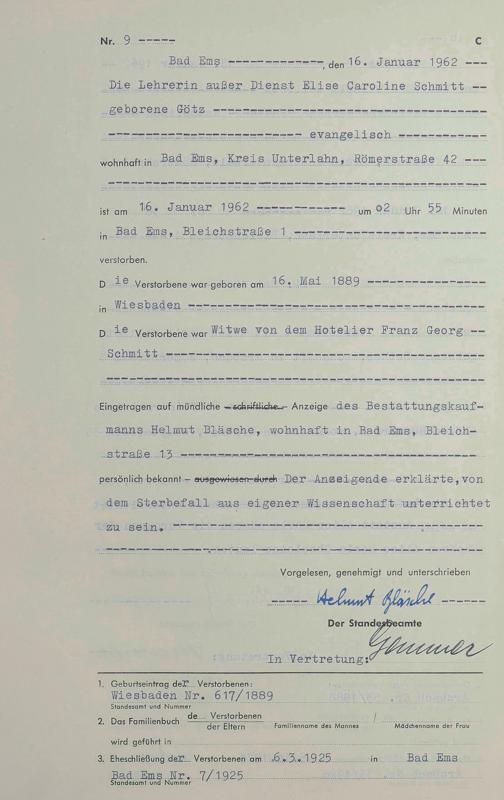 Nr. 9 ----- C
Bad Ems -------------, den 16. Januar 1962 ---
Die Lehrerin außer Dienst Elise Caroline Schmitt --
geborene Götz -----------------------------------
------------------------- evangelisch ------------
wohnhaft in Bad Ems, Kreis Unterlahn, Römerstraße 42 ---
--------------------------------------------------
ist am 16. Januar 1962 ----------- um 02 Uhr 55 Minuten
in Bad Ems, Bleichstraße 1 -------------------------
verstorben.
D ie Verstorbene war geboren am 16. Mai 1889 ----------------
in Wiesbaden ---------------------------------------
D ie Verstorbene war Witwe von dem Hotelier Franz Georg --
Schmitt ------------------------------------------
--------------------------------------------------
Eingetragen auf mündliche – schriftliche – Anzeige des Bestattungskauf-
manns Helmut Bläsche, wohnhaft in Bad Ems, Bleich-
straße 13 ---------------------------------------
persönlich bekannt – ausgewiesen durch Der Anzeigende erklärte,von
dem Sterbefall aus eigener Wissenschaft unterrichtet
zu sein. -----------------------------------------
--------------------------------------------------
Vorgelesen, genehmigt und unterschrieben
----- Helmut Bläsche ------
Der Standesbeamte
In Vertretung: Gemmer
1. Geburtseintrag der Verstorbenen:
Wiesbaden Nr. 617/1889
Standesamt und Nummer
2. Das Familienbuch de Verstorbenen /
der Eltern Familienname des Mannes Mädchenname der Frau
wird geführt in
3. Eheschließung der Verstorbenen am 6.3.1925 in Bad Ems
Bad Ems Nr. 7/1925
Standesamt und Nummer